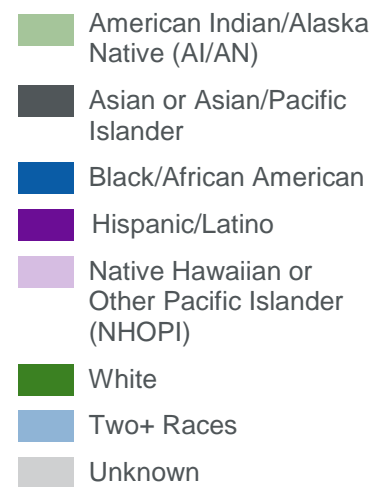 American Indian/Alaska
Native (AI/AN)
Asian or Asian/Pacific
Islander
Black/African American
Hispanic/Latino
Native Hawaiian or
Other Pacific Islander
(NHOPI)
White
Two+ Races
Unknown